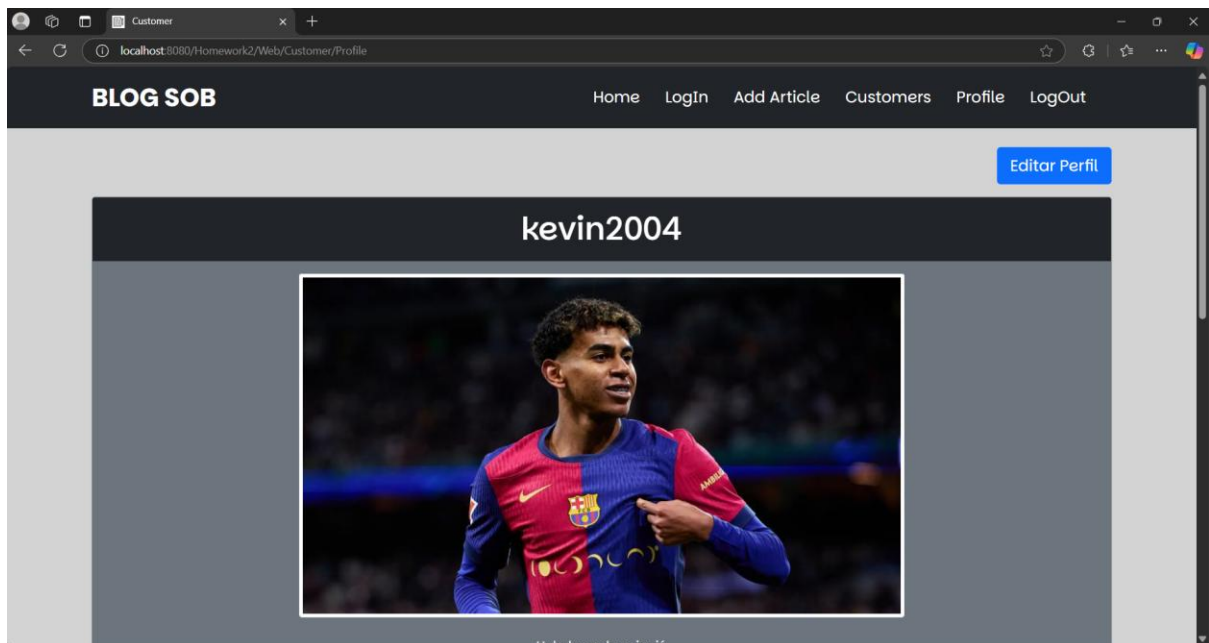 Customer
localhost:8080/Homework2/Web/Customer/Profile
BLOG SOB Home LogIn Add Article Customers Profile LogOut
Editar Perfil
kevin2004